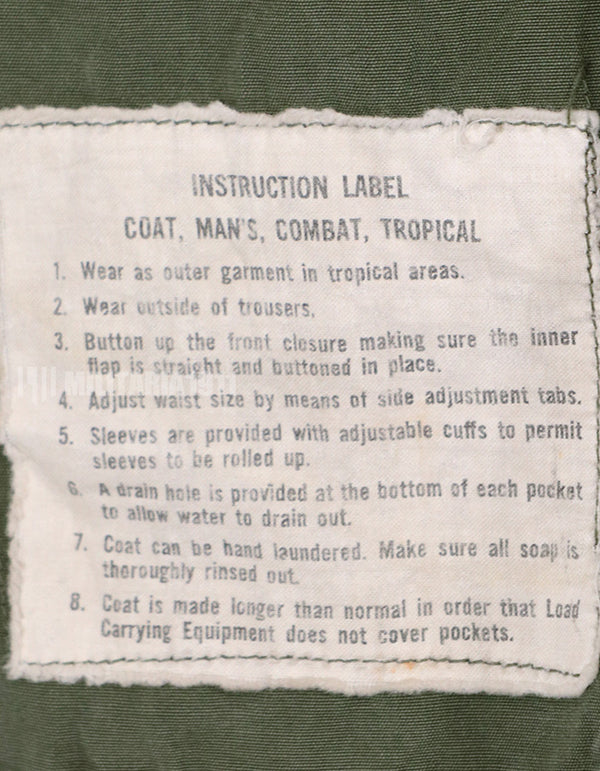 INSTRUCTION LABEL
COAT, MAN'S, COMBAT, TROPICAL
1. Wear as outer garment in tropical areas.
2. Wear outside of trousers.
3. Button up the front closure making sure the inner
flap is straight and buttoned in place.
4. Adjust waist size by means of side adjustment tabs.
5. Sleeves are provided with adjustable cuffs to permit
sleeves to be rolled up.
6. A drain hole is provided at the bottom of each pocket
to allow water to drain out.
7. Coat can be hand laundered. Make sure all soap is
thoroughly rinsed out.
8. Coat is made longer than normal in order that Load
Carrying Equipment does not cover pockets.